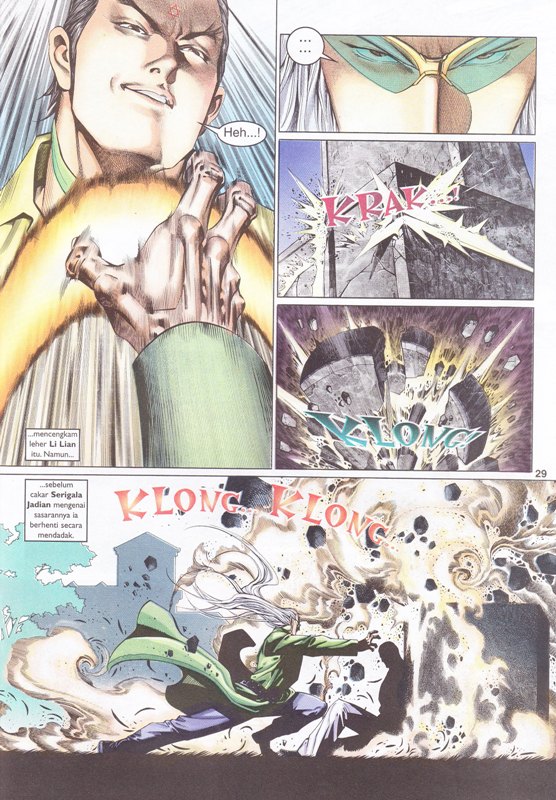 Heh...!
...
...
KRAK...!
KLONG!
...mencengkam
leher Li Lian
itu. Namun...
29
...sebelum
cakar Serigala
Jadian mengenai
sasarannya ia
berhenti secara
mendadak.
KLONG... KLONG...